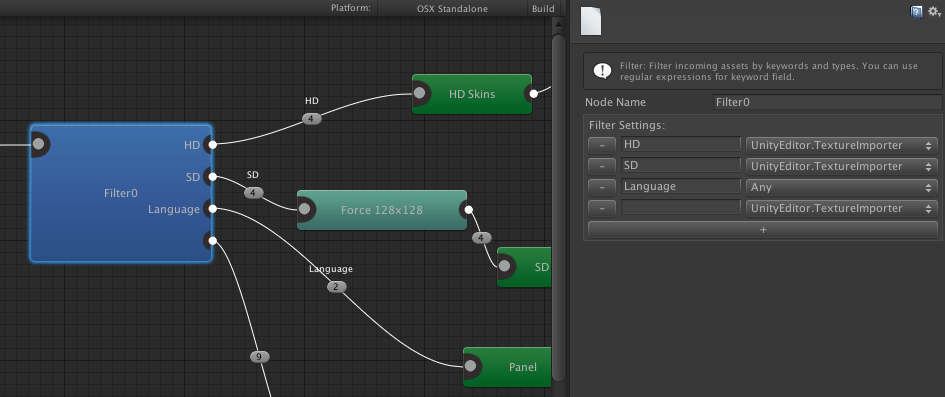 Platform:
OSX Standalone
Build
HD Skins
HD
4
Filter0
HD
SD
Language
SD
4
Force 128x128
4
SD
Language
2
9
Panel
Filter: Filter incoming assets by keywords and types. You can use
regular expressions for keyword field.
Node Name
Filter0
Filter Settings:
-
HD
UnityEditor.TextureImporter
-
SD
UnityEditor.TextureImporter
-
Language
Any
-
UnityEditor.TextureImporter
+